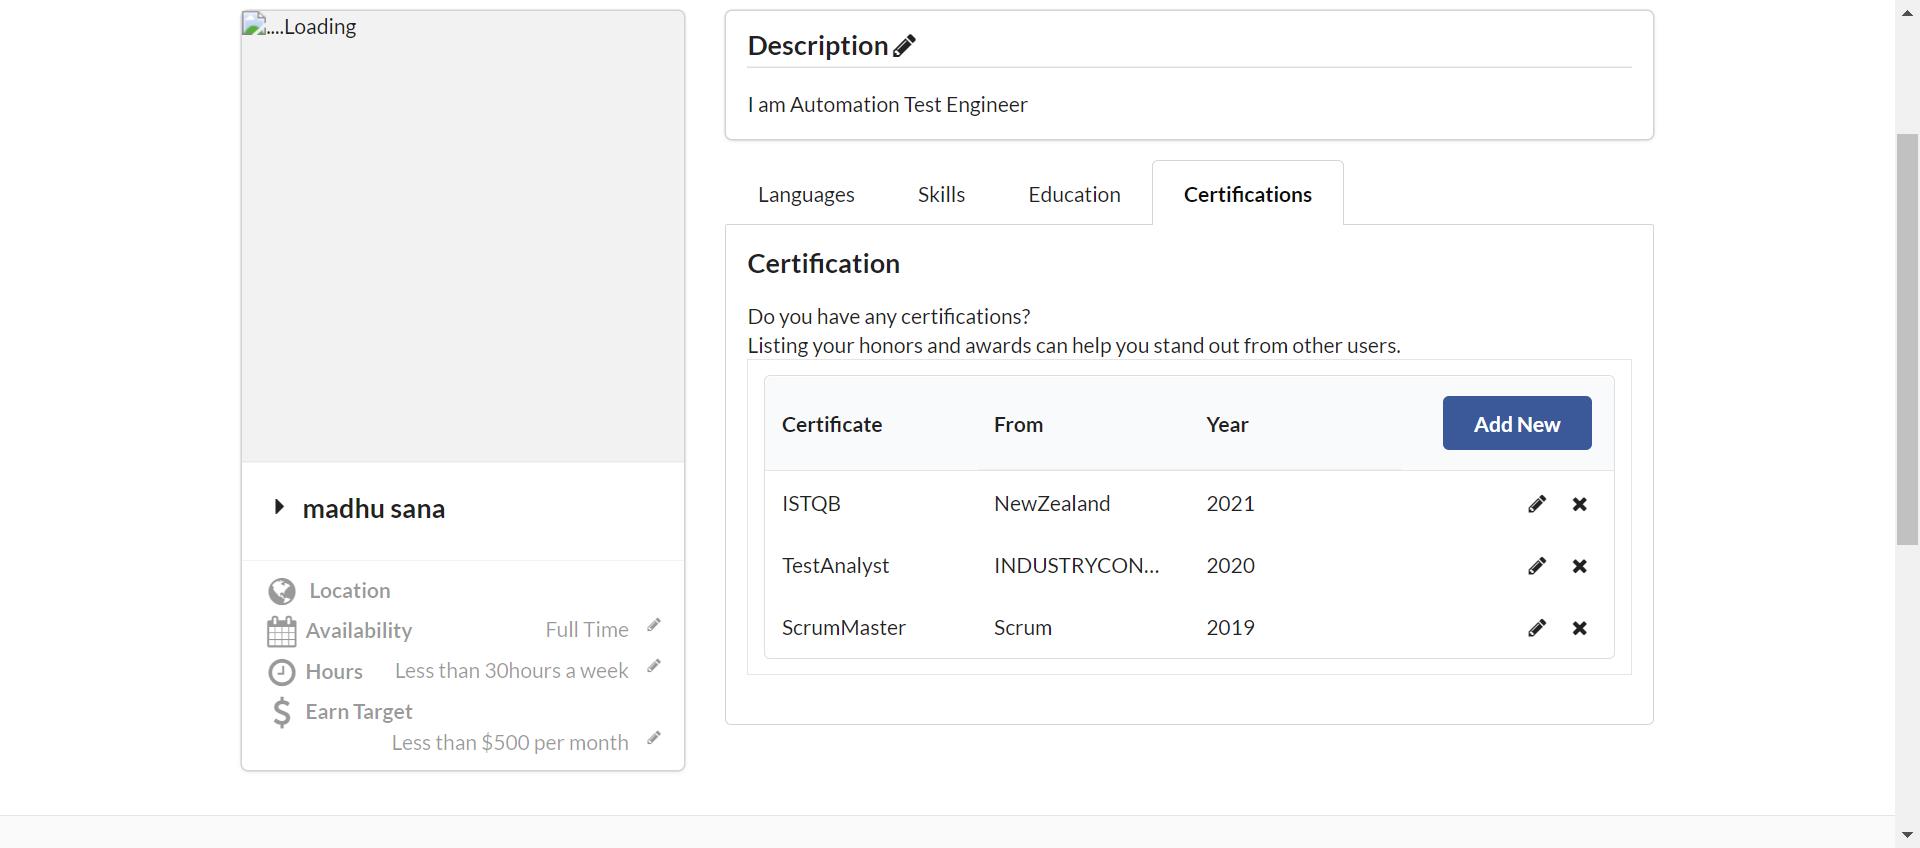 ....Loading
madhu sana
Location
Availability Full Time
Hours Less than 30hours a week
Earn Target
Less than $500 per month
Description
I am Automation Test Engineer
Languages Skills Education Certifications
Certification
Do you have any certifications?
Listing your honors and awards can help you stand out from other users.
Certificate From Year Add New
ISTQB NewZealand 2021
TestAnalyst INDUSTRYCON... 2020
ScrumMaster Scrum 2019